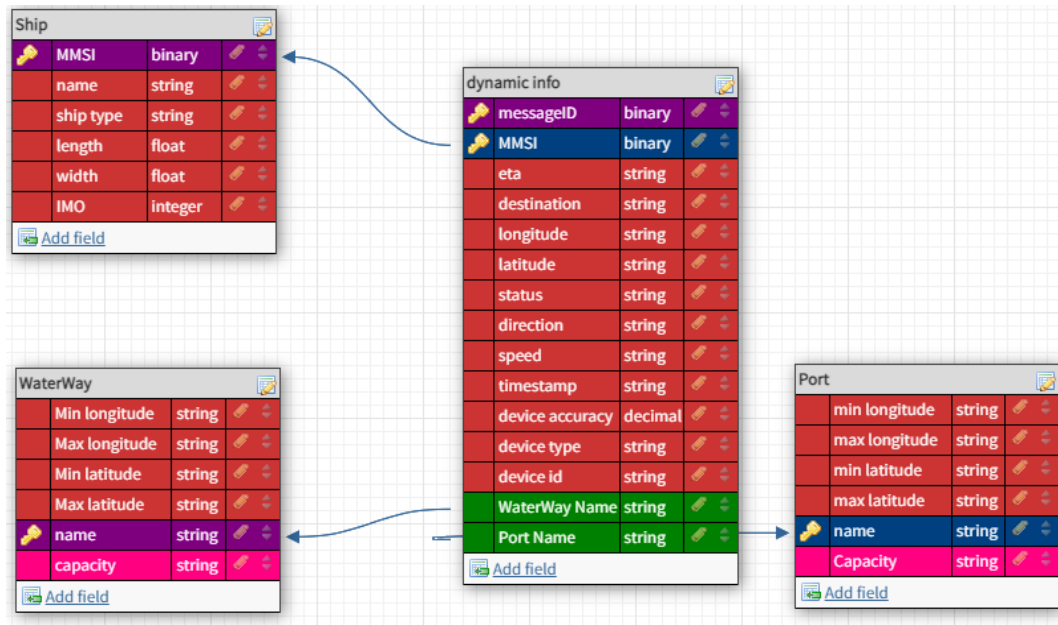 Ship
MMSI binary
name string
ship type string
length float
width float
IMO integer
Add field
dynamic info
messageID binary
MMSI binary
eta string
destination string
longitude string
latitude string
status string
direction string
speed string
timestamp string
device accuracy decimal
device type string
device id string
WaterWay Name string
Port Name string
Add field
WaterWay
Min longitude string
Max longitude string
Min latitude string
Max latitude string
name string
capacity string
Add field
Port
min longitude string
max longitude string
min latitude string
max latitude string
name string
Capacity string
Add field